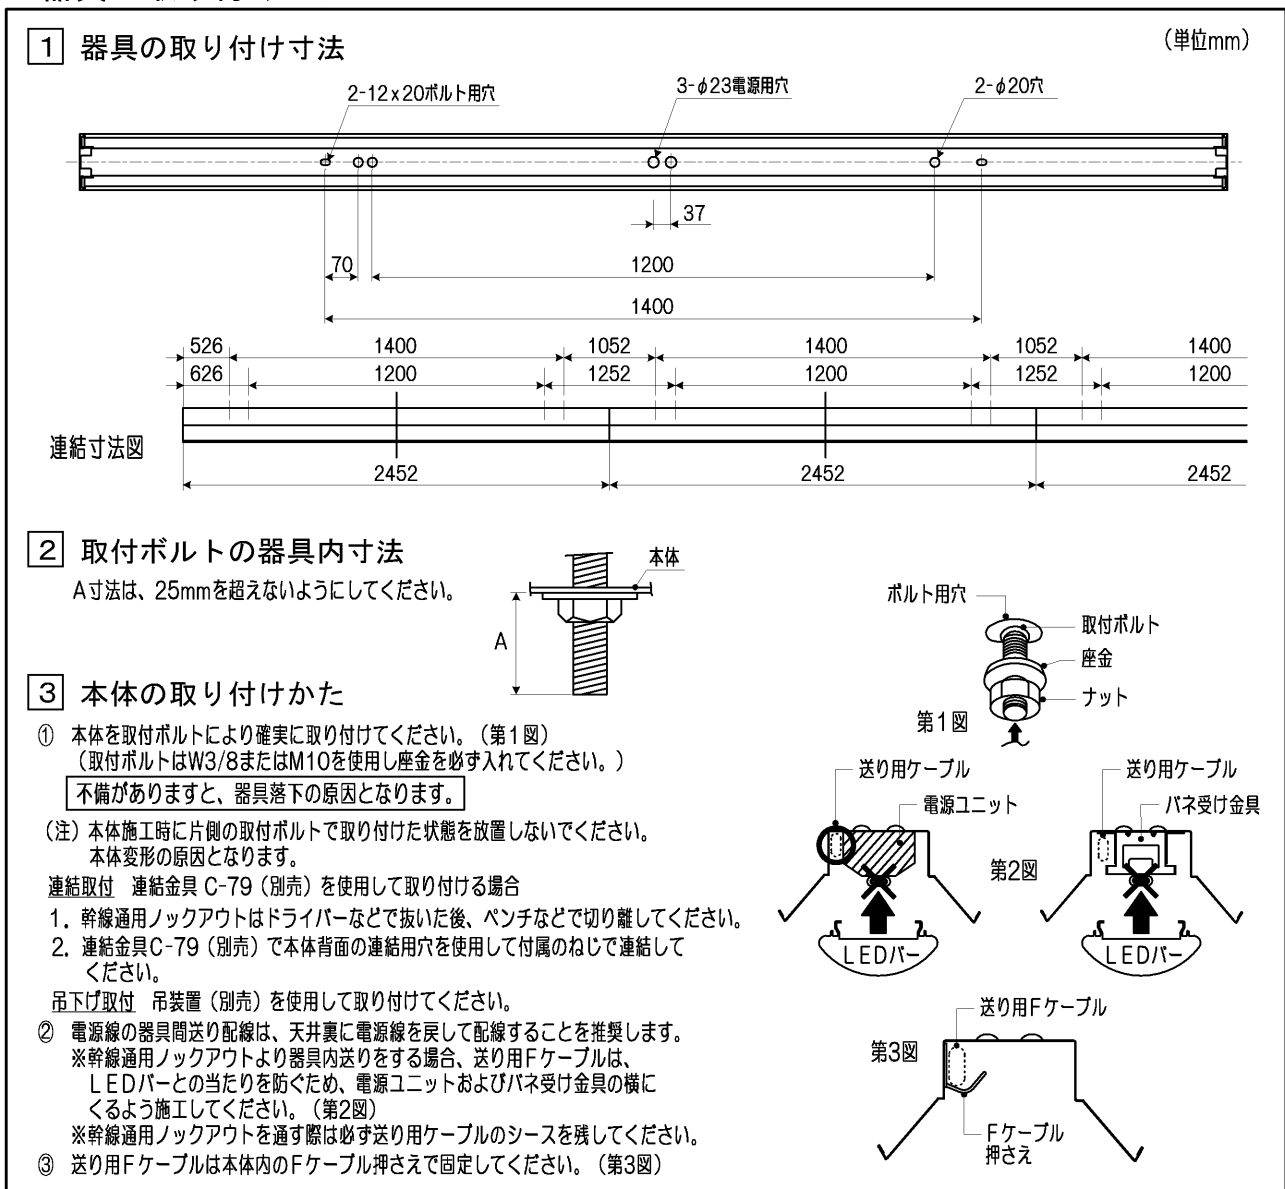 1 器具の取り付け寸法
(単位mm)
2-12x20ボルト用穴
3-φ23電源用穴
2-φ20穴
37
70
1200
1400
526
1400
1052
1400
1052
1400
626
1200
1252
1200
1252
1200
連結寸法図
2452
2452
2452
2 取付ボルトの器具内寸法
A寸法は、25mmを超えないようにしてください。
本体
A
ボルト用穴
取付ボルト
座金
ナット
第1図
3 本体の取り付けかた
① 本体を取付ボルトにより確実に取り付けてください。(第1図)
(取付ボルトはW3/8またはM10を使用し座金を必ず入れてください。)
不備がありますと、器具落下の原因となります。
(注)本体施工時に片側の取付ボルトで取り付けた状態を放置しないでください。
本体変形の原因となります。
連結取付 連結金具 C-79(別売)を使用して取り付ける場合
1. 幹線通用ノックアウトはドライバーなどで抜いた後、ペンチなどで切り離してください。
2. 連結金具C-79(別売)で本体背面の連結用穴を使用して付属のねじで連結して
ください。
吊下げ取付 吊装置(別売)を使用して取り付けてください。
② 電源線の器具間送り配線は、天井裏に電源線を戻して配線することを推奨します。
※幹線通用ノックアウトより器具内送りをする場合、送り用Fケーブルは、
LEDバーとの当たりを防ぐため、電源ユニットおよびバネ受け金具の横に
くるよう施工してください。(第2図)
※幹線通用ノックアウトを通す際は必ず送り用ケーブルのシースを残してください。
③ 送り用Fケーブルは本体内のFケーブル押さえで固定してください。(第3図)
送り用ケーブル
電源ユニット
LEDバー
第2図
送り用ケーブル
バネ受け金具
LEDバー
送り用Fケーブル
第3図
Fケーブル
押さえ